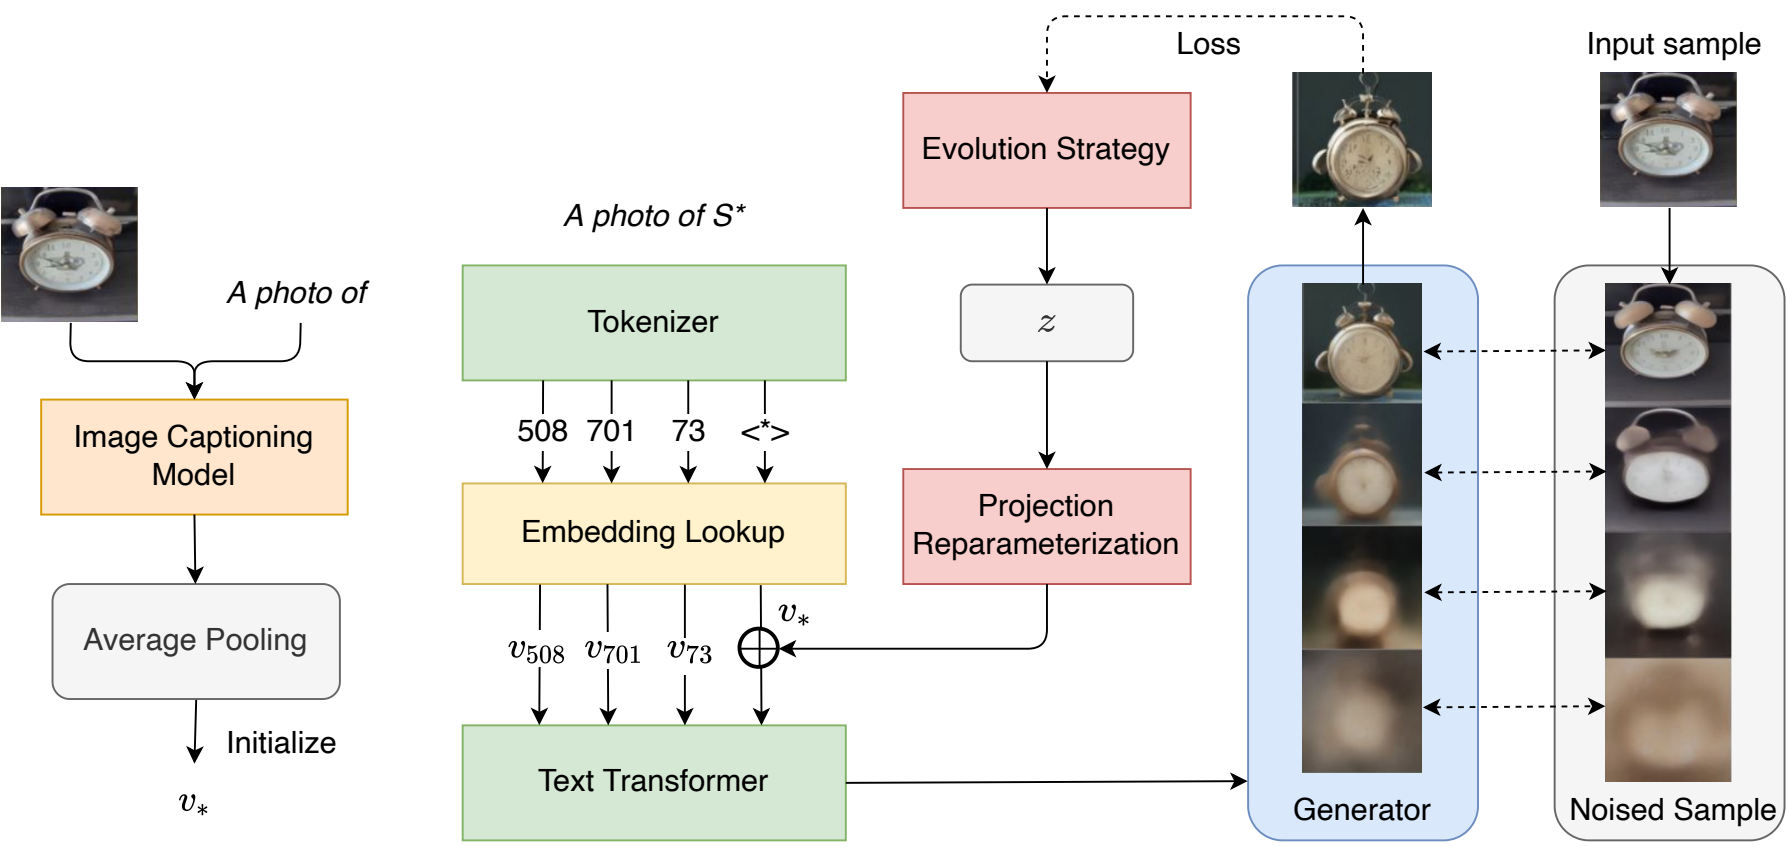 A photo of
Image Captioning
Model
Average Pooling
Initialize
v*
A photo of S*
Tokenizer
508 701 73 <*>
Embedding Lookup
v508 v701 v73 v*
Text Transformer
Loss
Evolution Strategy
z
Projection
Reparameterization
Generator
Input sample
Noised Sample